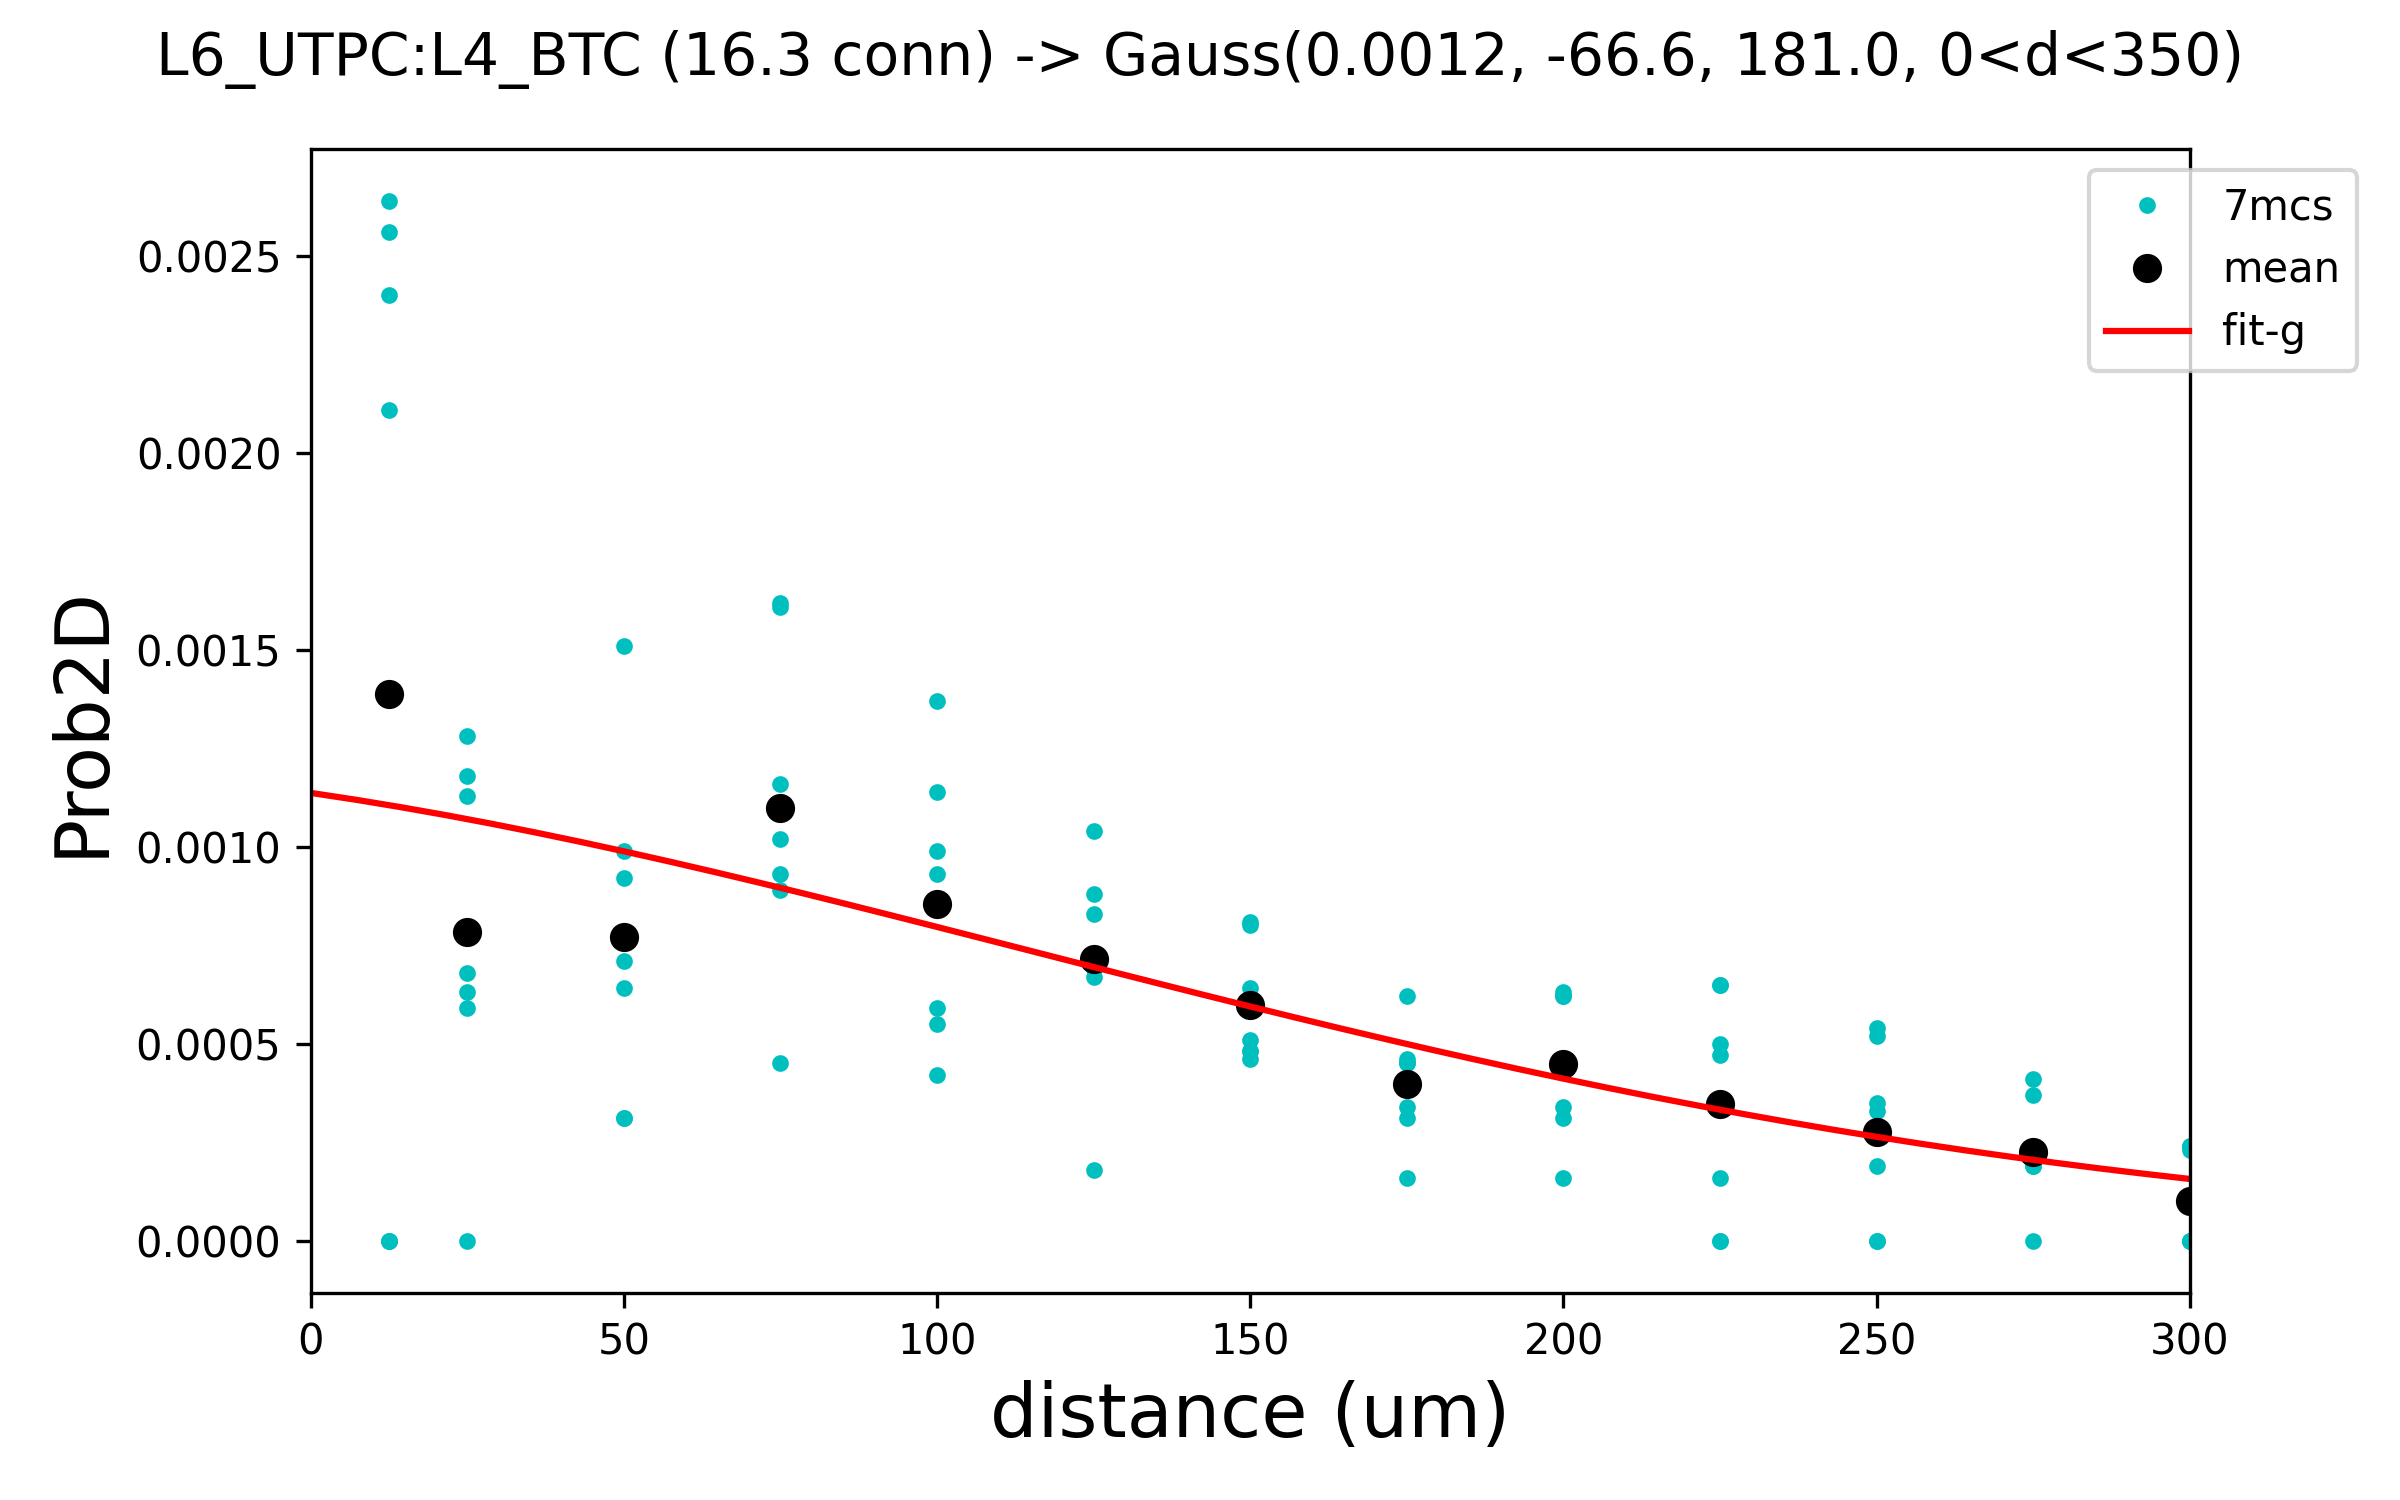 L6_UTPC:L4_BTC (16.3 conn) -> Gauss(0.0012, -66.6, 181.0, 0<d<350)
7mcs
mean
fit-g
Prob2D
0.0025
0.0020
0.0015
0.0010
0.0005
0.0000
0 50 100 150 200 250 300
distance (um)